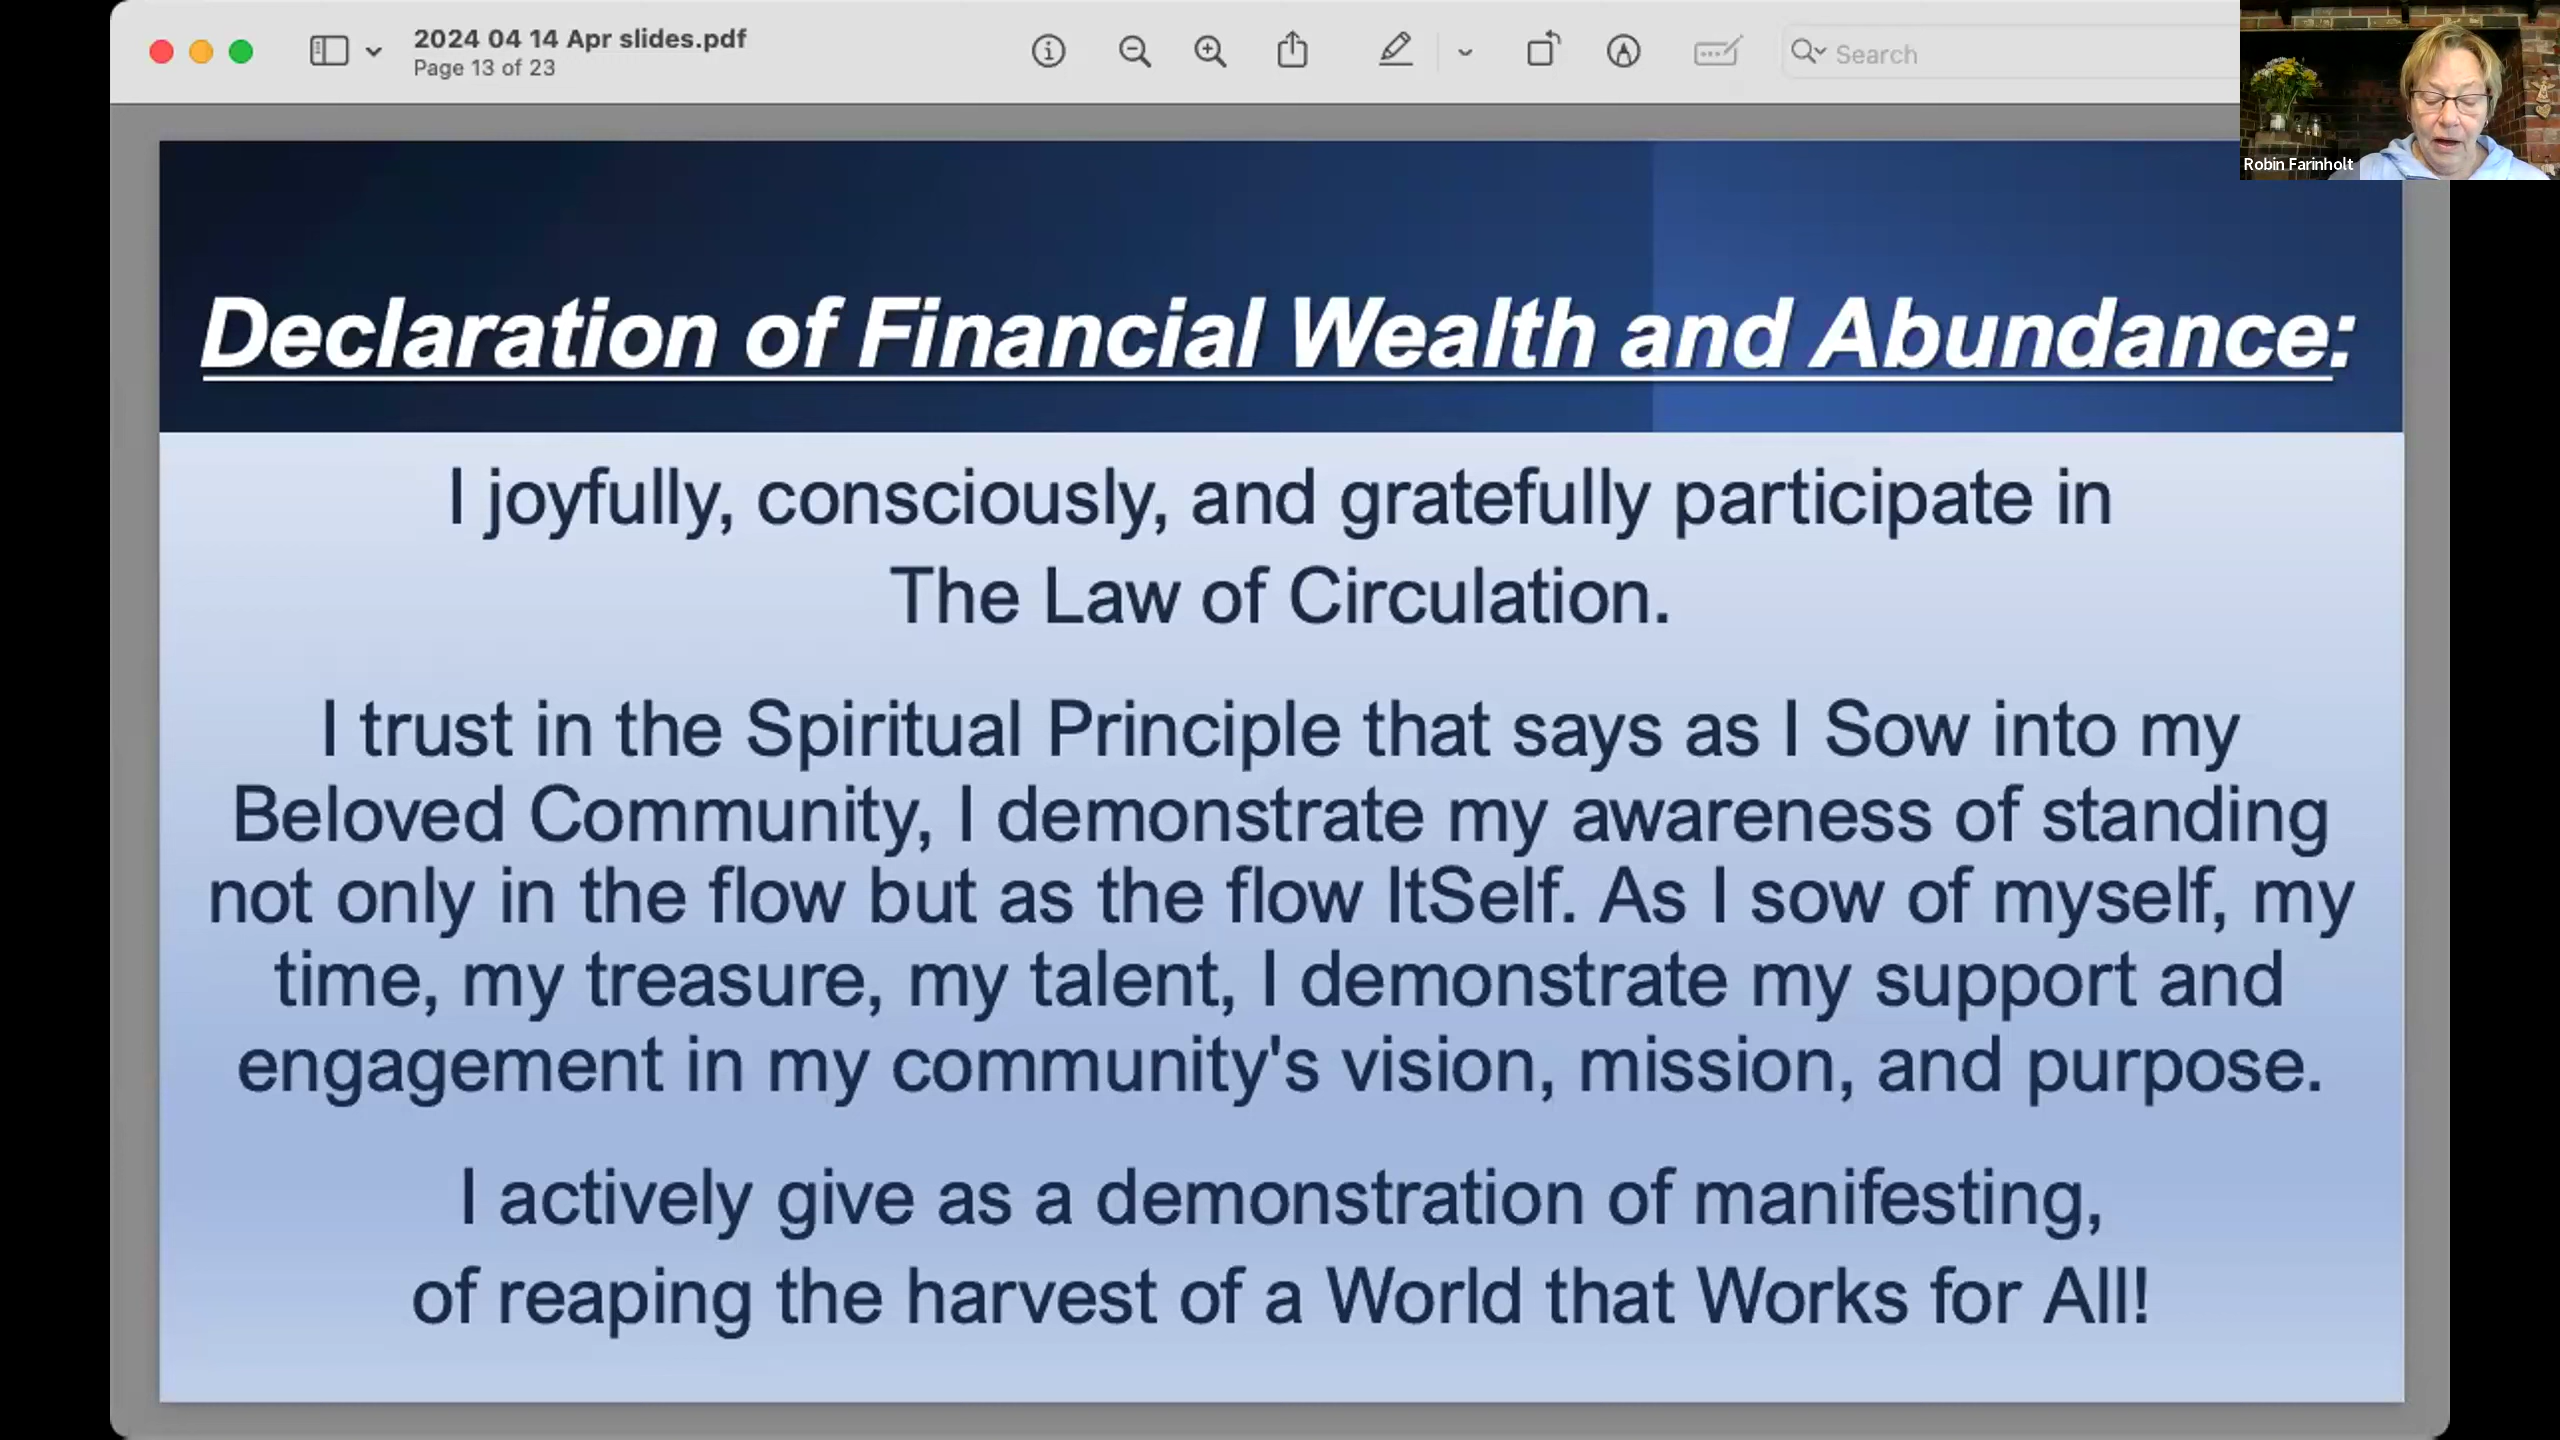 2024 04 14 Apr slides.pdf
Page 13 of 23
Search
Robin Farinholt
Declaration of Financial Wealth and Abundance:
I joyfully, consciously, and gratefully participate in
The Law of Circulation.
I trust in the Spiritual Principle that says as I Sow into my
Beloved Community, I demonstrate my awareness of standing
not only in the flow but as the flow ItSelf. As I sow of myself, my
time, my treasure, my talent, I demonstrate my support and
engagement in my community's vision, mission, and purpose.
I actively give as a demonstration of manifesting,
of reaping the harvest of a World that Works for All!